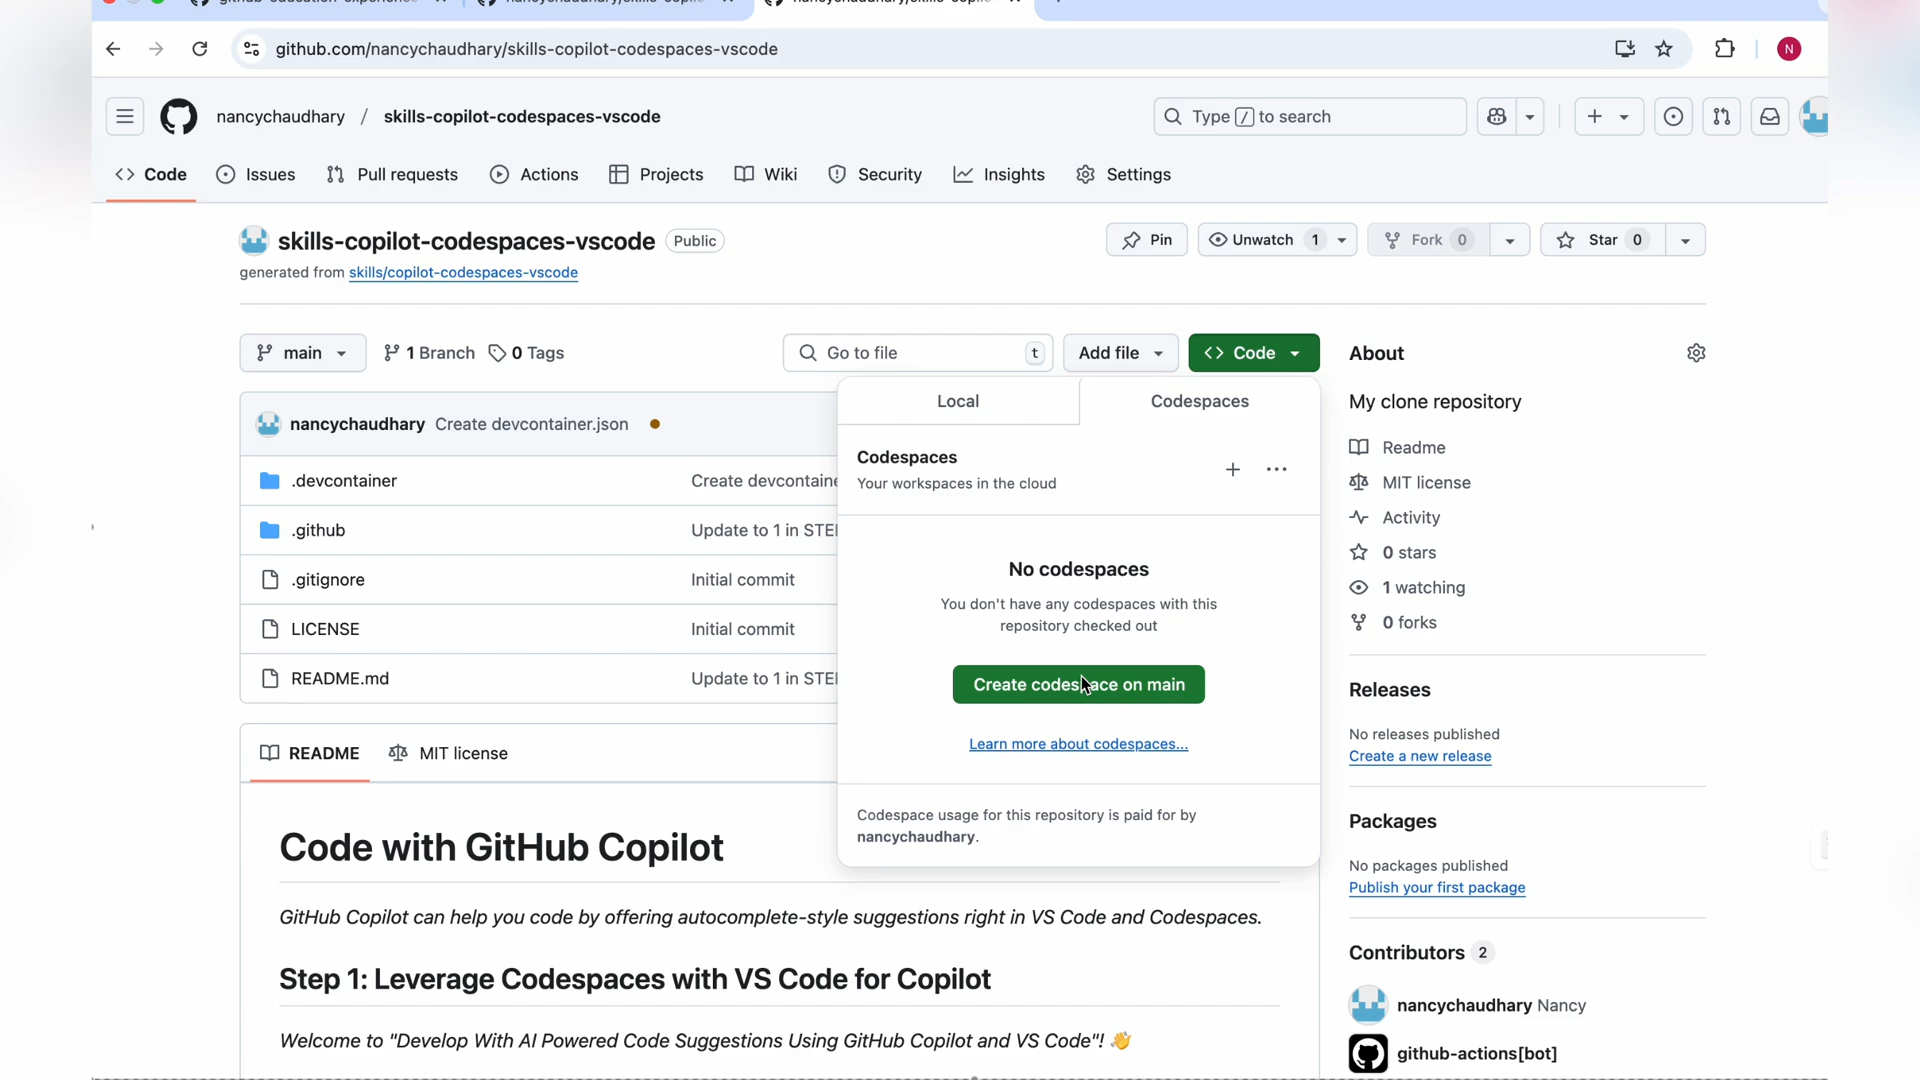 github.com/nancychaudhary/skills-copilot-codespaces-vscode
N
nancychaudhary / skills-copilot-codespaces-vscode
Type / to search
Code Issues Pull requests Actions Projects Wiki Security Insights Settings
skills-copilot-codespaces-vscode Public
Pin Unwatch 1 Fork 0 Star 0
generated from skills/copilot-codespaces-vscode
main 1 Branch 0 Tags Go to file t Add file Code
nancychaudhary Create devcontainer.json
.devcontainer Create devcontaine
.github Update to 1 in STE
.gitignore Initial commit
LICENSE Initial commit
README.md Update to 1 in STE
Local Codespaces
Codespaces
Your workspaces in the cloud
No codespaces
You don't have any codespaces with this
repository checked out
Create codespace on main
Learn more about codespaces...
Codespace usage for this repository is paid for by
nancychaudhary.
README MIT license
Code with GitHub Copilot
GitHub Copilot can help you code by offering autocomplete-style suggestions right in VS Code and Codespaces.
Step 1: Leverage Codespaces with VS Code for Copilot
Welcome to "Develop With AI Powered Code Suggestions Using GitHub Copilot and VS Code"! 👋
About
My clone repository
Readme
MIT license
Activity
0 stars
1 watching
0 forks
Releases
No releases published
Create a new release
Packages
No packages published
Publish your first package
Contributors 2
nancychaudhary Nancy
github-actions[bot]